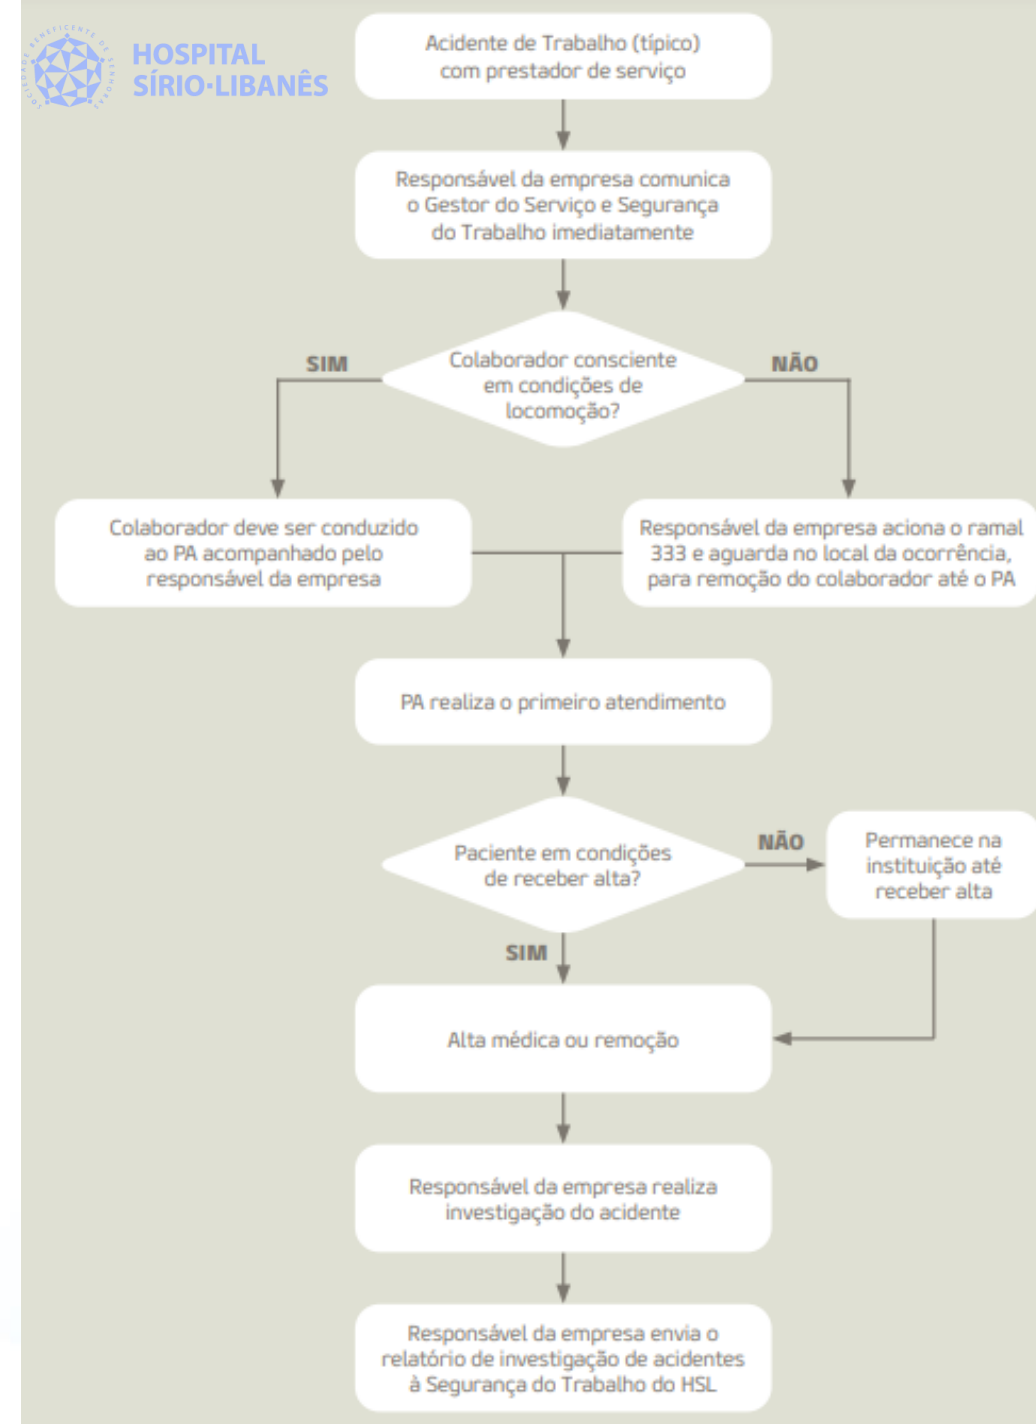 SOCIEDADE BENEFICENTE DE SENHORAS
HOSPITAL
SÍRIO-LIBANÊS
Acidente de Trabalho (típico)
com prestador de serviço
Responsável da empresa comunica
o Gestor do Serviço e Segurança
do Trabalho imediatamente
Colaborador consciente
em condições de
locomoção?
SIM
NÃO
Colaborador deve ser conduzido
ao PA acompanhado pelo
responsável da empresa
Responsável da empresa aciona o ramal
333 e aguarda no local da ocorrência,
para remoção do colaborador até o PA
PA realiza o primeiro atendimento
Paciente em condições
de receber alta?
NÃO
Permanece na
instituição até
receber alta
SIM
Alta médica ou remoção
Responsável da empresa realiza
investigação do acidente
Responsável da empresa envia o
relatório de investigação de acidentes
à Segurança do Trabalho do HSL